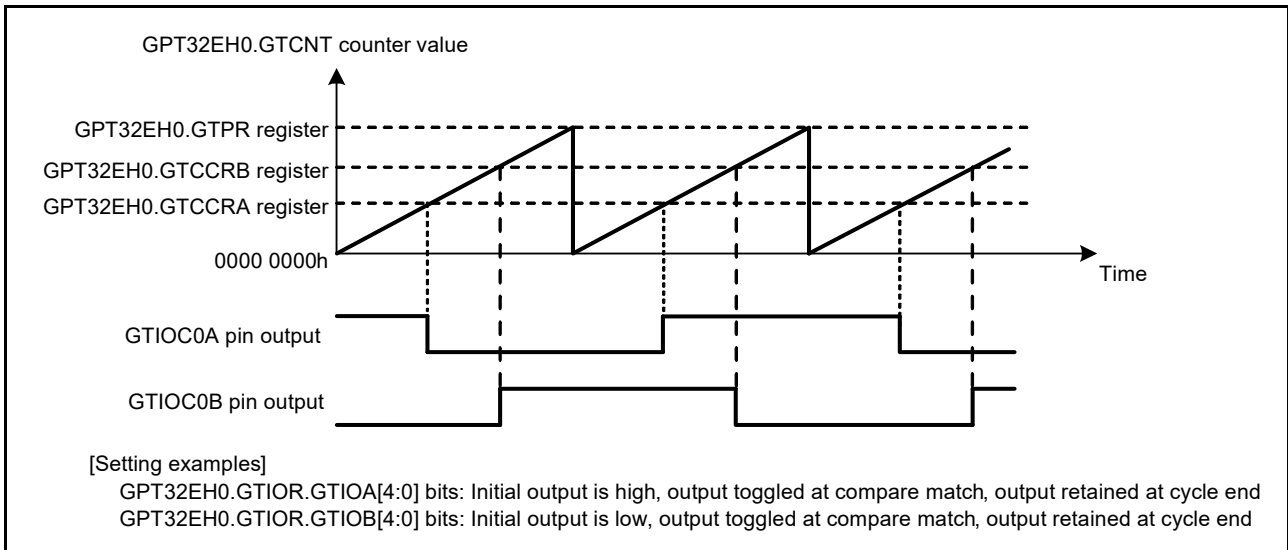 GPT32EH0.GTCNT counter value
GPT32EH0.GTPR register
GPT32EH0.GTCCRB register
GPT32EH0.GTCCRA register
0000 0000h
Time
GTIOC0A pin output
GTIOC0B pin output
[Setting examples]
GPT32EH0.GTIOR.GTIOA[4:0] bits: Initial output is high, output toggled at compare match, output retained at cycle end
GPT32EH0.GTIOR.GTIOB[4:0] bits: Initial output is low, output toggled at compare match, output retained at cycle end